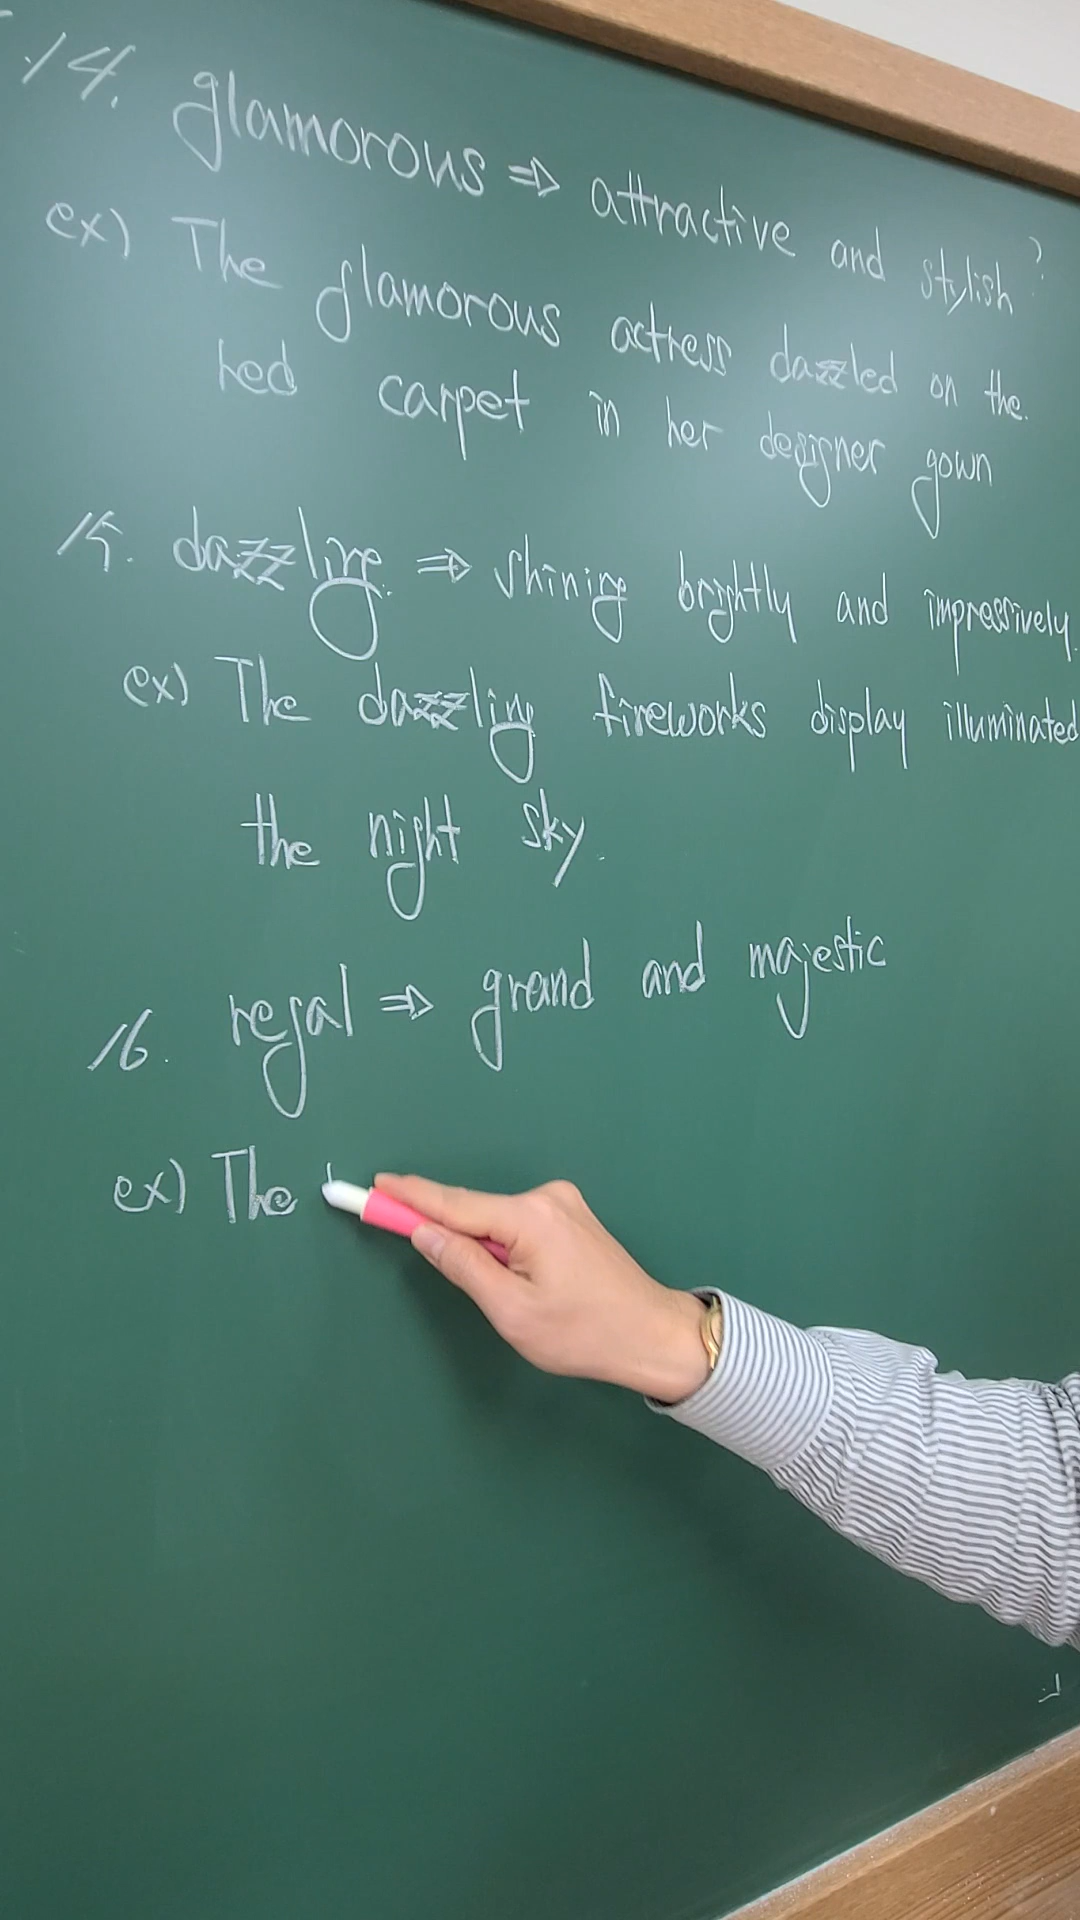 14. glamorous ⇒ attractive and stylish
ex) The glamorous actress dazzled on the
red carpet in her designer gown
15. dazzling ⇒ shining brightly and impressively.
ex) The dazzling fireworks display illuminated
the night sky.
16. regal ⇒ grand and majestic
ex) The